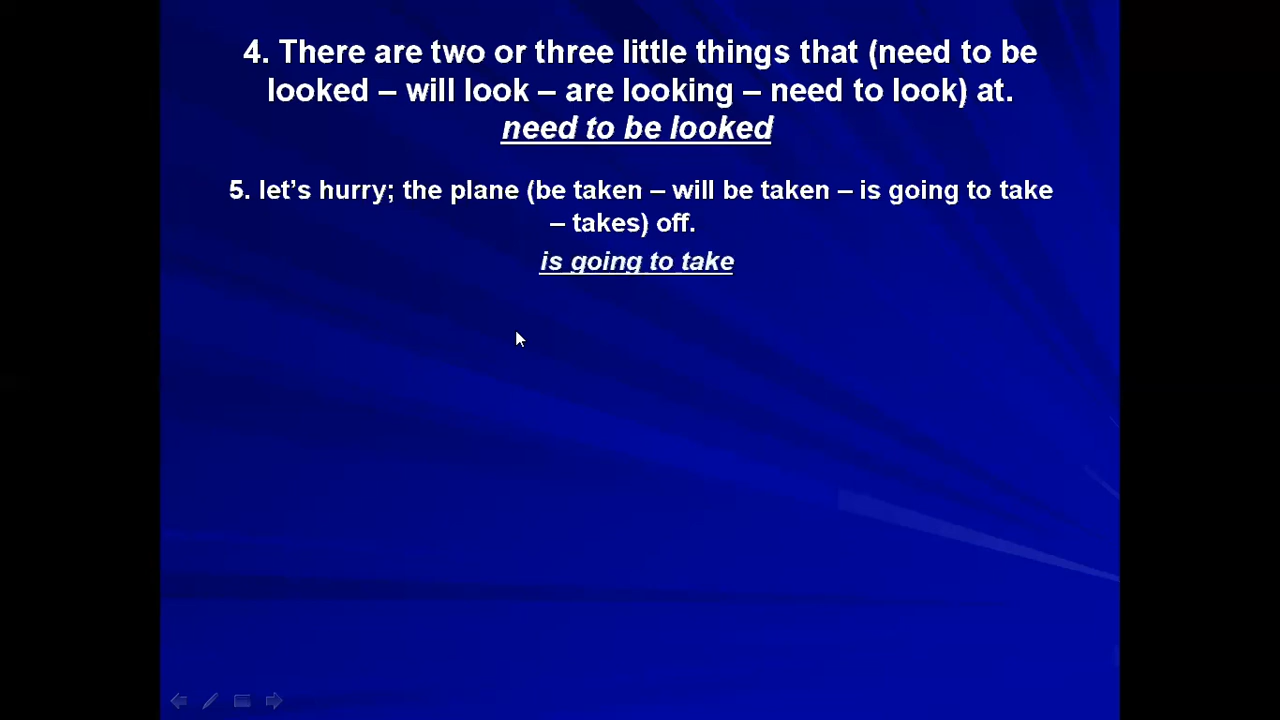 4. There are two or three little things that (need to be
looked – will look – are looking – need to look) at.
need to be looked
5. let’s hurry; the plane (be taken – will be taken – is going to take
– takes) off.
is going to take